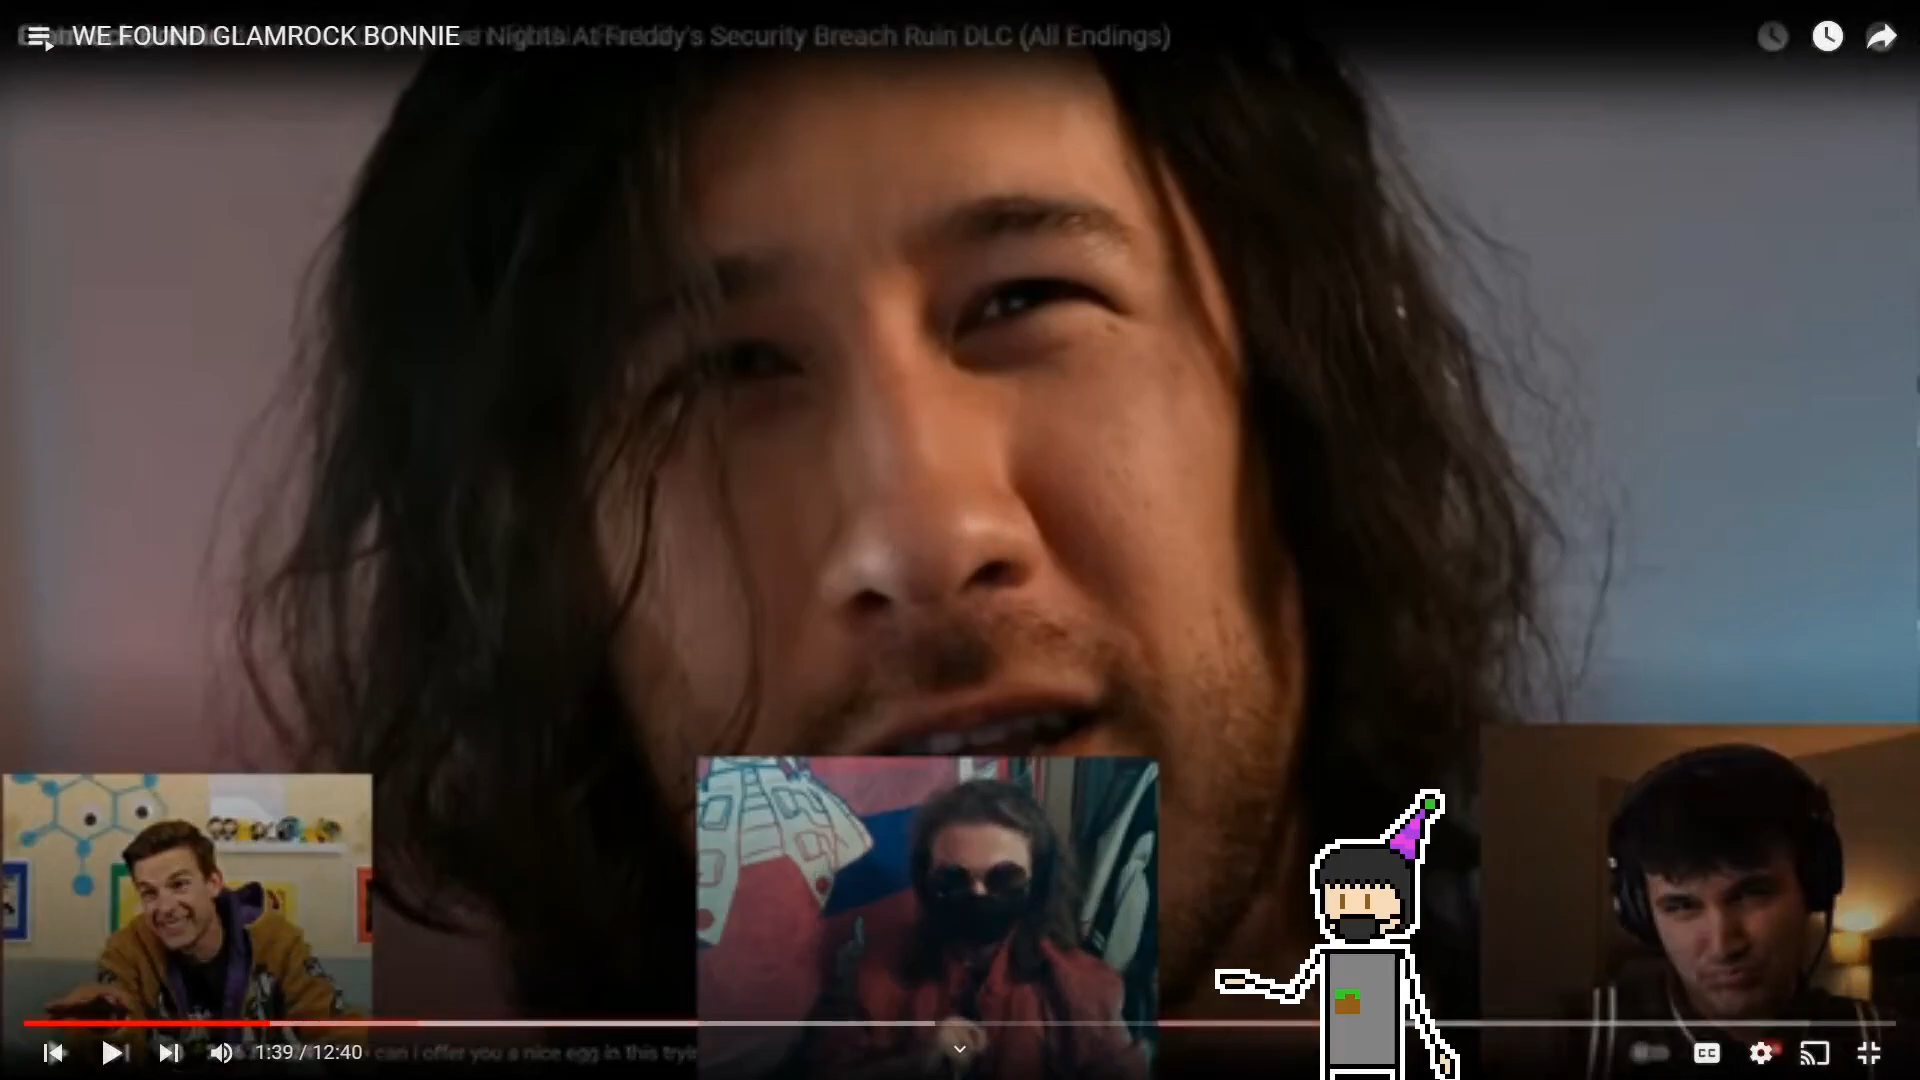 WE FOUND GLAMROCK BONNIE Nights At Freddy's Security Breach Ruin DLC (All Endings)
1:39 / 12:40 can i offer you a nice egg in this
CC